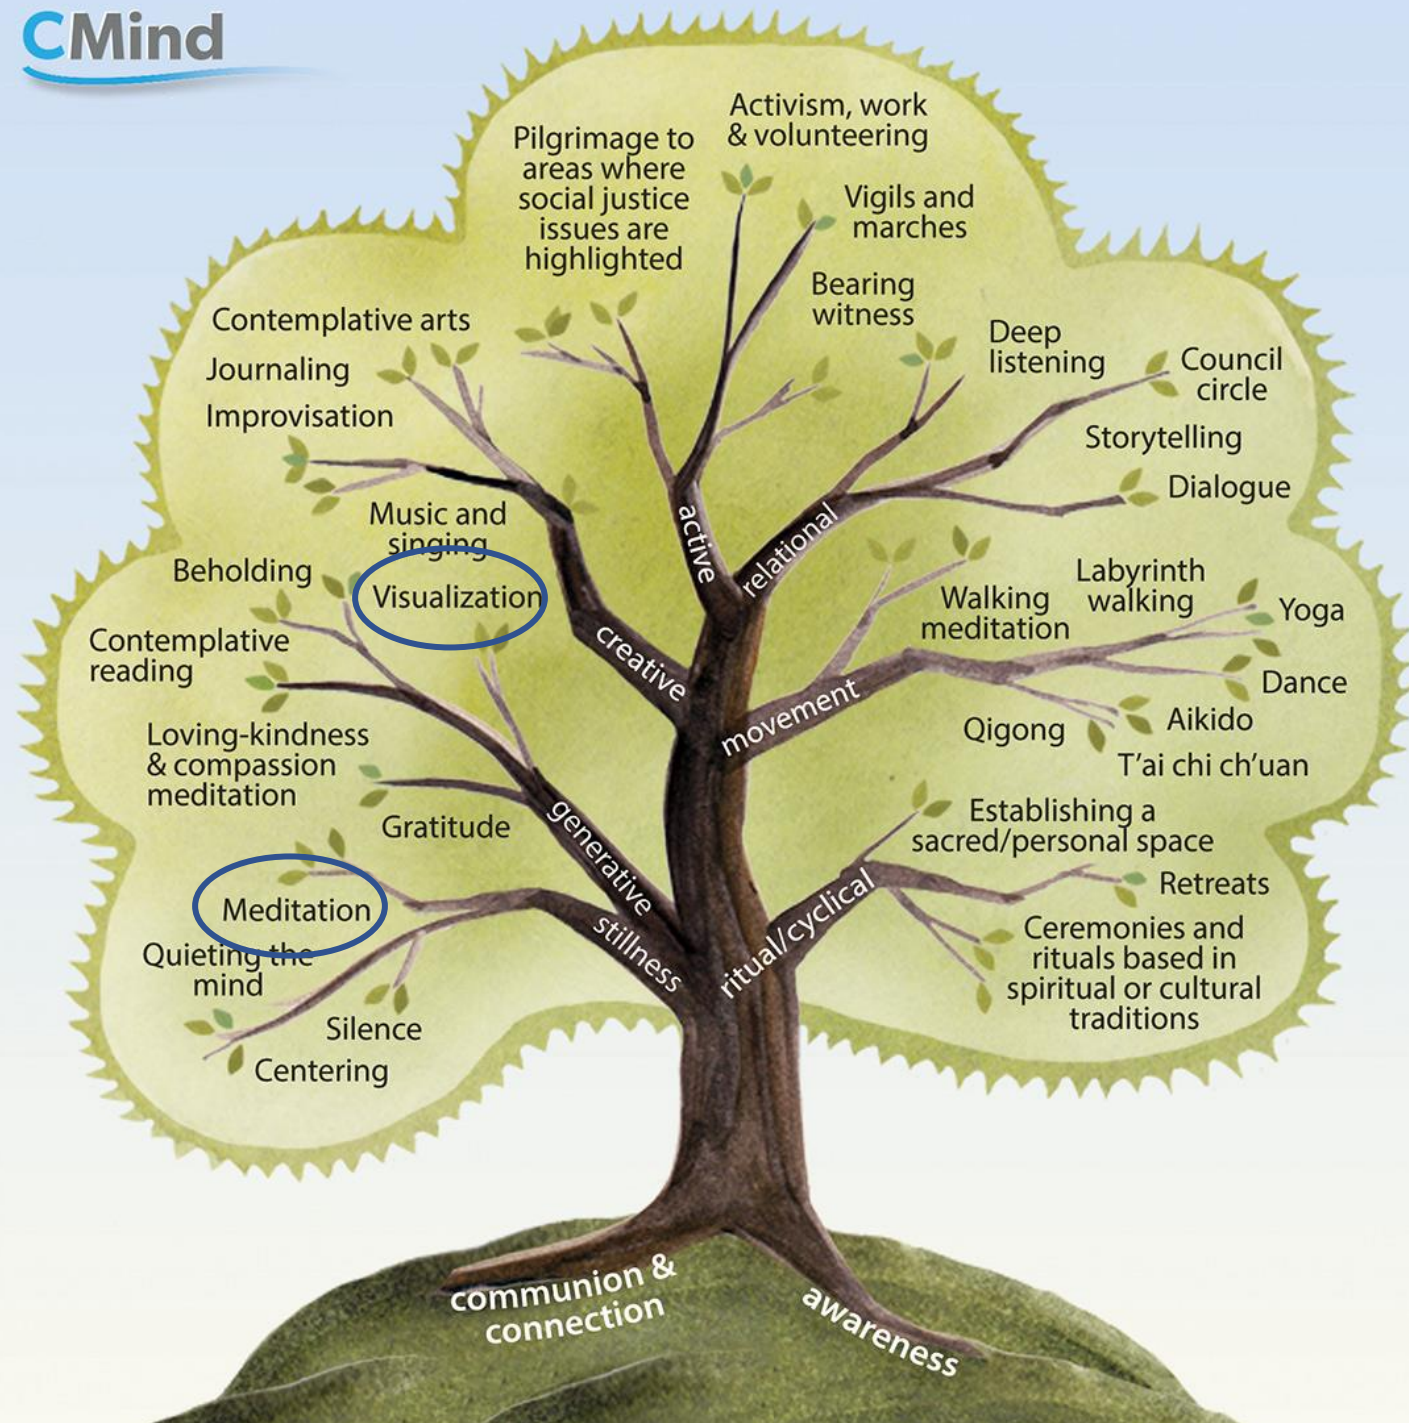 CMind
Activism, work
& volunteering
Pilgrimage to
areas where
social justice
issues are
highlighted
Vigils and
marches
Bearing
witness
Contemplative arts
Journaling
Improvisation
Deep
listening
Council
circle
Storytelling
Dialogue
Music and
singing
active
relational
Beholding
Visualization
Labyrinth
walking
Walking
meditation
Yoga
Contemplative
reading
creative
movement
Dance
Qigong
Aikido
T'ai chi ch'uan
Loving-kindness
& compassion
meditation
Gratitude
generative
Establishing a
sacred/personal space
Meditation
Quieting the
mind
Silence
Centering
stillness
ritual/cyclical
Retreats
Ceremonies and
rituals based in
spiritual or cultural
traditions
communion &
connection
awareness